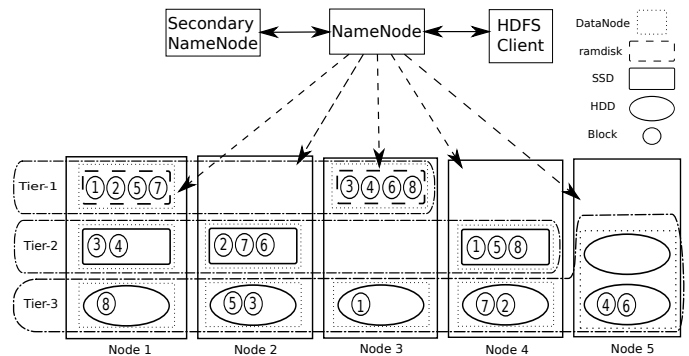 Secondary
NameNode
NameNode
HDFS
Client
DataNode
ramdisk
SSD
HDD
Block
Tier-1
1 2 5 7
3 4 6 8
Tier-2
3 4
2 7 6
1 5 8
Tier-3
8
5 3
1
7 2
4 6
Node 1
Node 2
Node 3
Node 4
Node 5